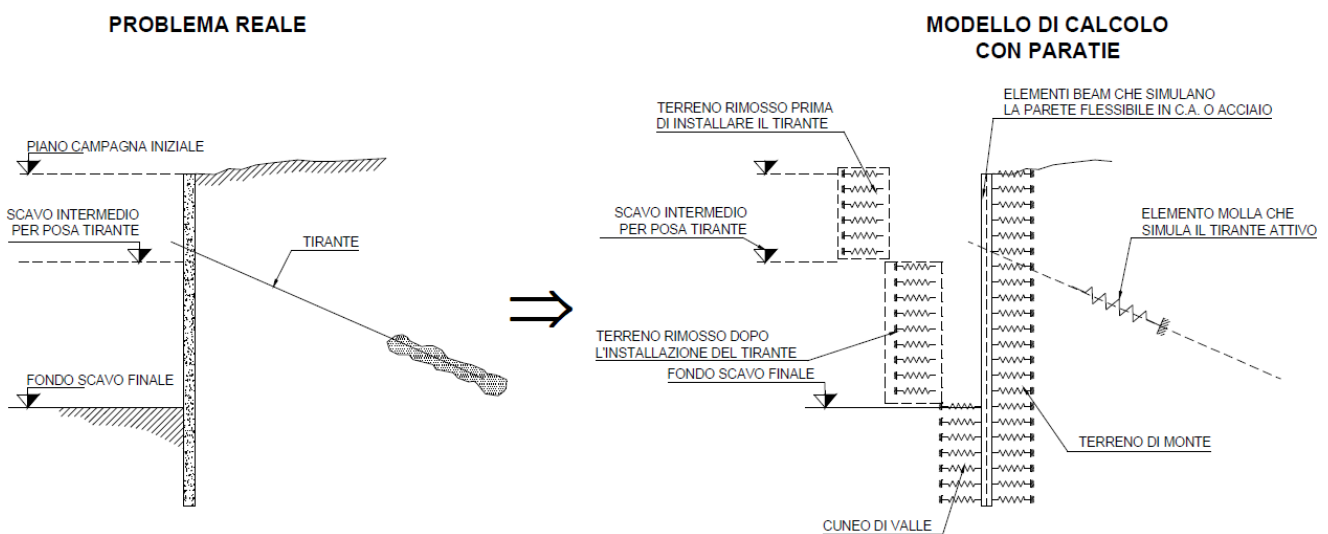 PROBLEMA REALE
PIANO CAMPAGNA INIZIALE
SCAVO INTERMEDIO
PER POSA TIRANTE
TIRANTE
FONDO SCAVO FINALE
MODELLO DI CALCOLO
CON PARATIE
TERRENO RIMOSSO PRIMA
DI INSTALLARE IL TIRANTE
ELEMENTI BEAM CHE SIMULANO
LA PARETE FLESSIBILE IN C.A. O ACCIAIO
SCAVO INTERMEDIO
PER POSA TIRANTE
ELEMENTO MOLLA CHE
SIMULA IL TIRANTE ATTIVO
TERRENO RIMOSSO DOPO
L'INSTALLAZIONE DEL TIRANTE
FONDO SCAVO FINALE
TERRENO DI MONTE
CUNEO DI VALLE